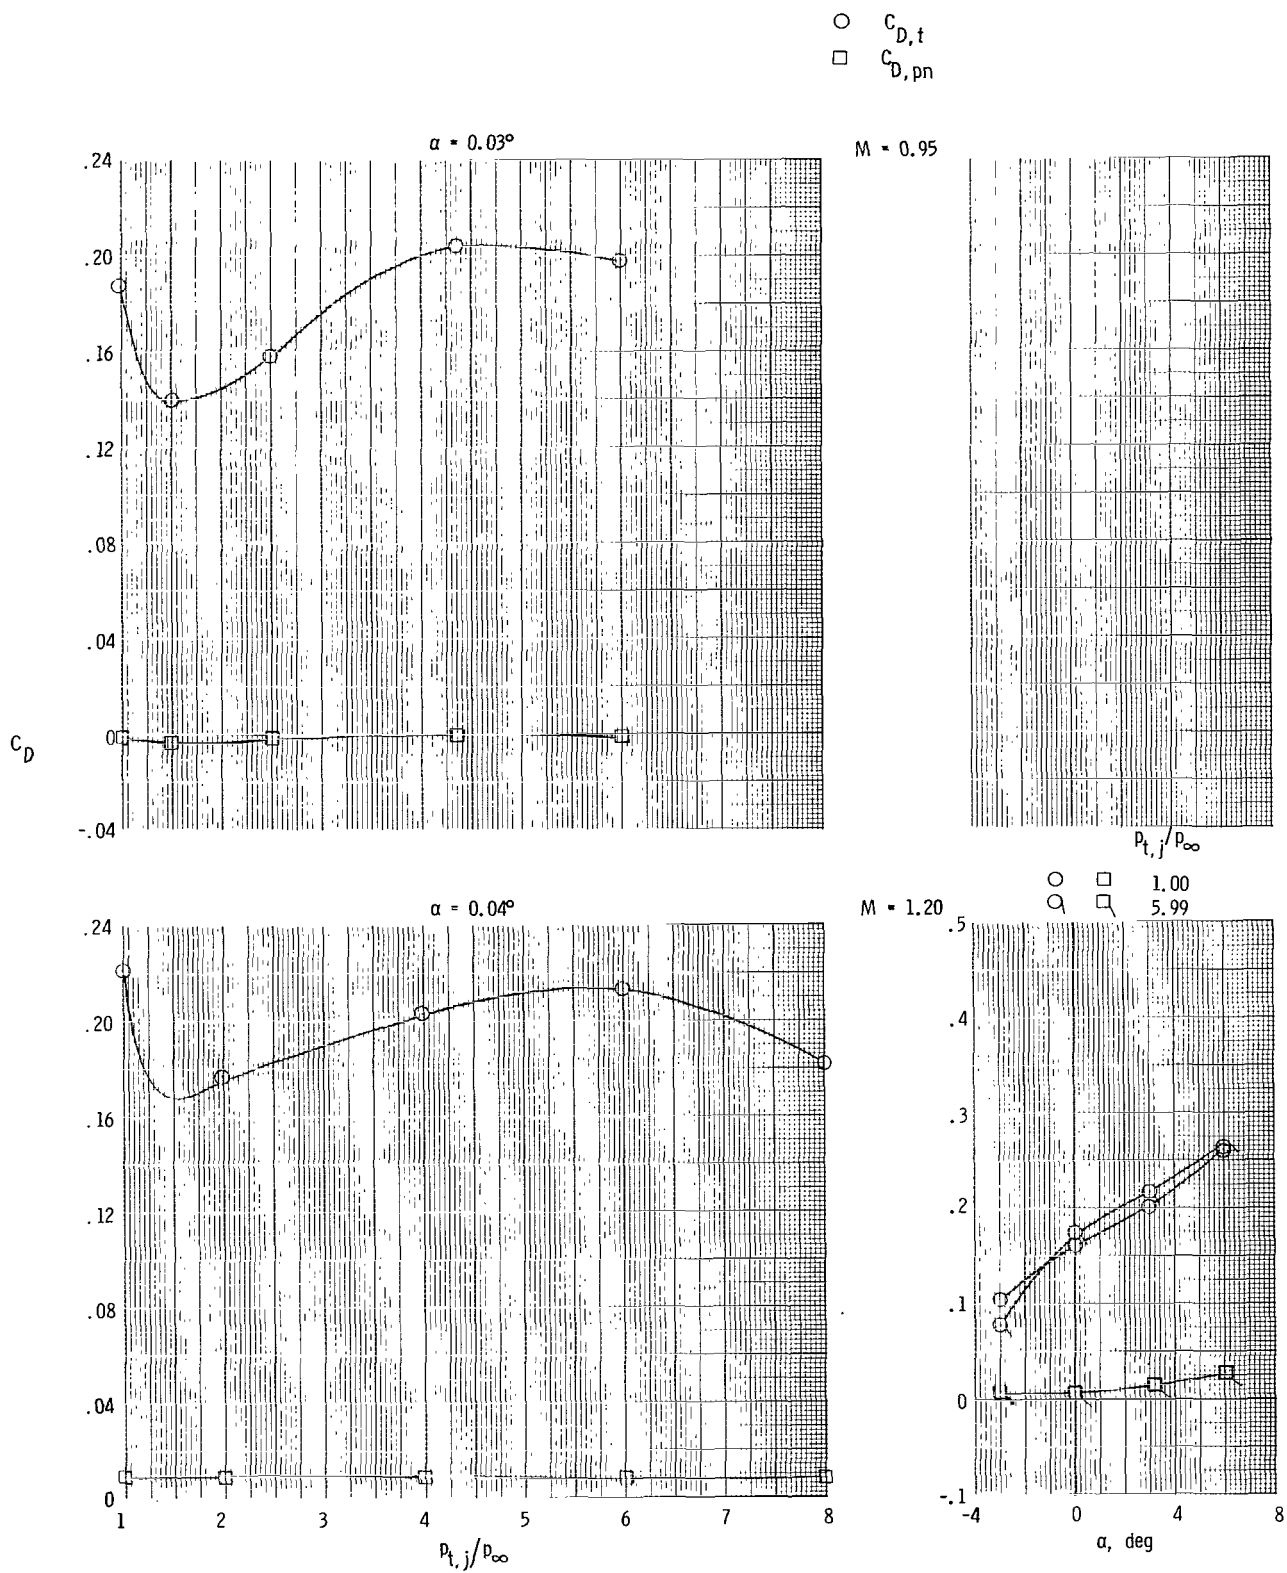 C_D,t
C_D,pn
α = 0.03°
M = 0.95
.24
.20
.16
.12
.08
.04
0
C_D
-.04
p_t,j/p_∞
1.00
5.99
α = 0.04°
M = 1.20
.24
.20
.16
.12
.08
.04
0
1 2 3 4 5 6 7 8
p_t,j/p_∞
.5
.4
.3
.2
.1
0
-.1
-4 0 4 8
α, deg